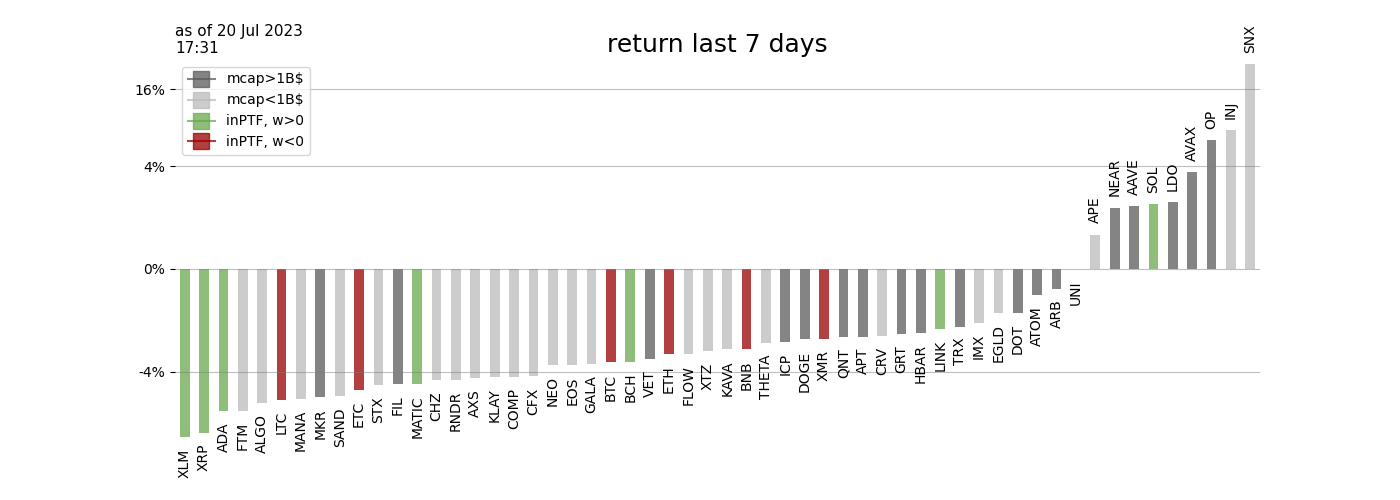 as of 20 Jul 2023
17:31
return last 7 days
mcap>1B$
mcap<1B$
inPTF, w>0
inPTF, w<0
16%
4%
0%
-4%
XLM
XRP
ADA
FTM
ALGO
LTC
MANA
MKR
SAND
ETC
STX
FIL
MATIC
CHZ
RNDR
AXS
KLAY
COMP
CFX
NEO
EOS
GALA
BTC
BCH
VET
ETH
FLOW
XTZ
KAVA
BNB
THETA
ICP
DOGE
XMR
QNT
APT
CRV
GRT
HBAR
LINK
TRX
IMX
EGLD
DOT
ATOM
ARB
UNI
APE
NEAR
AAVE
SOL
LDO
AVAX
OP
INJ
SNX